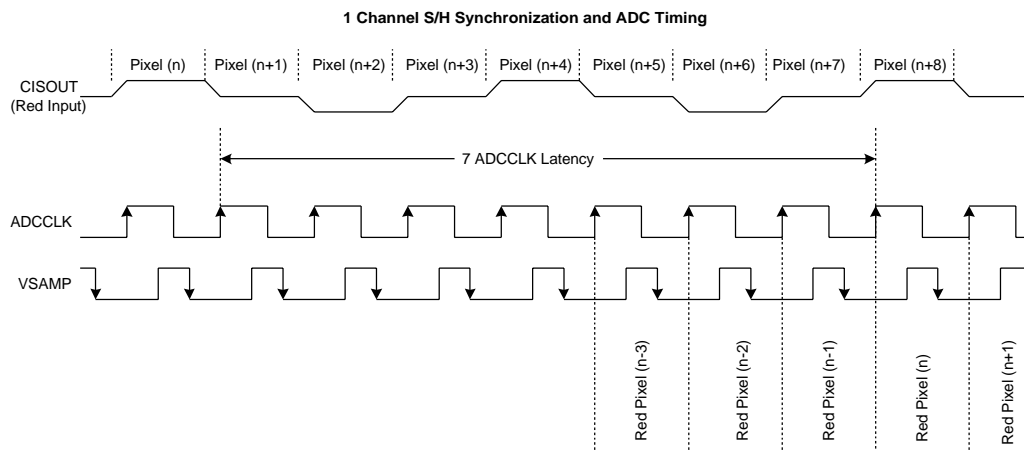 1 Channel S/H Synchronization and ADC Timing
Pixel (n) Pixel (n+1) Pixel (n+2) Pixel (n+3) Pixel (n+4) Pixel (n+5) Pixel (n+6) Pixel (n+7) Pixel (n+8)
CISOUT
(Red Input)
7 ADCCLK Latency
ADCCLK
VSAMP
Red Pixel (n-3)
Red Pixel (n-2)
Red Pixel (n-1)
Red Pixel (n)
Red Pixel (n+1)